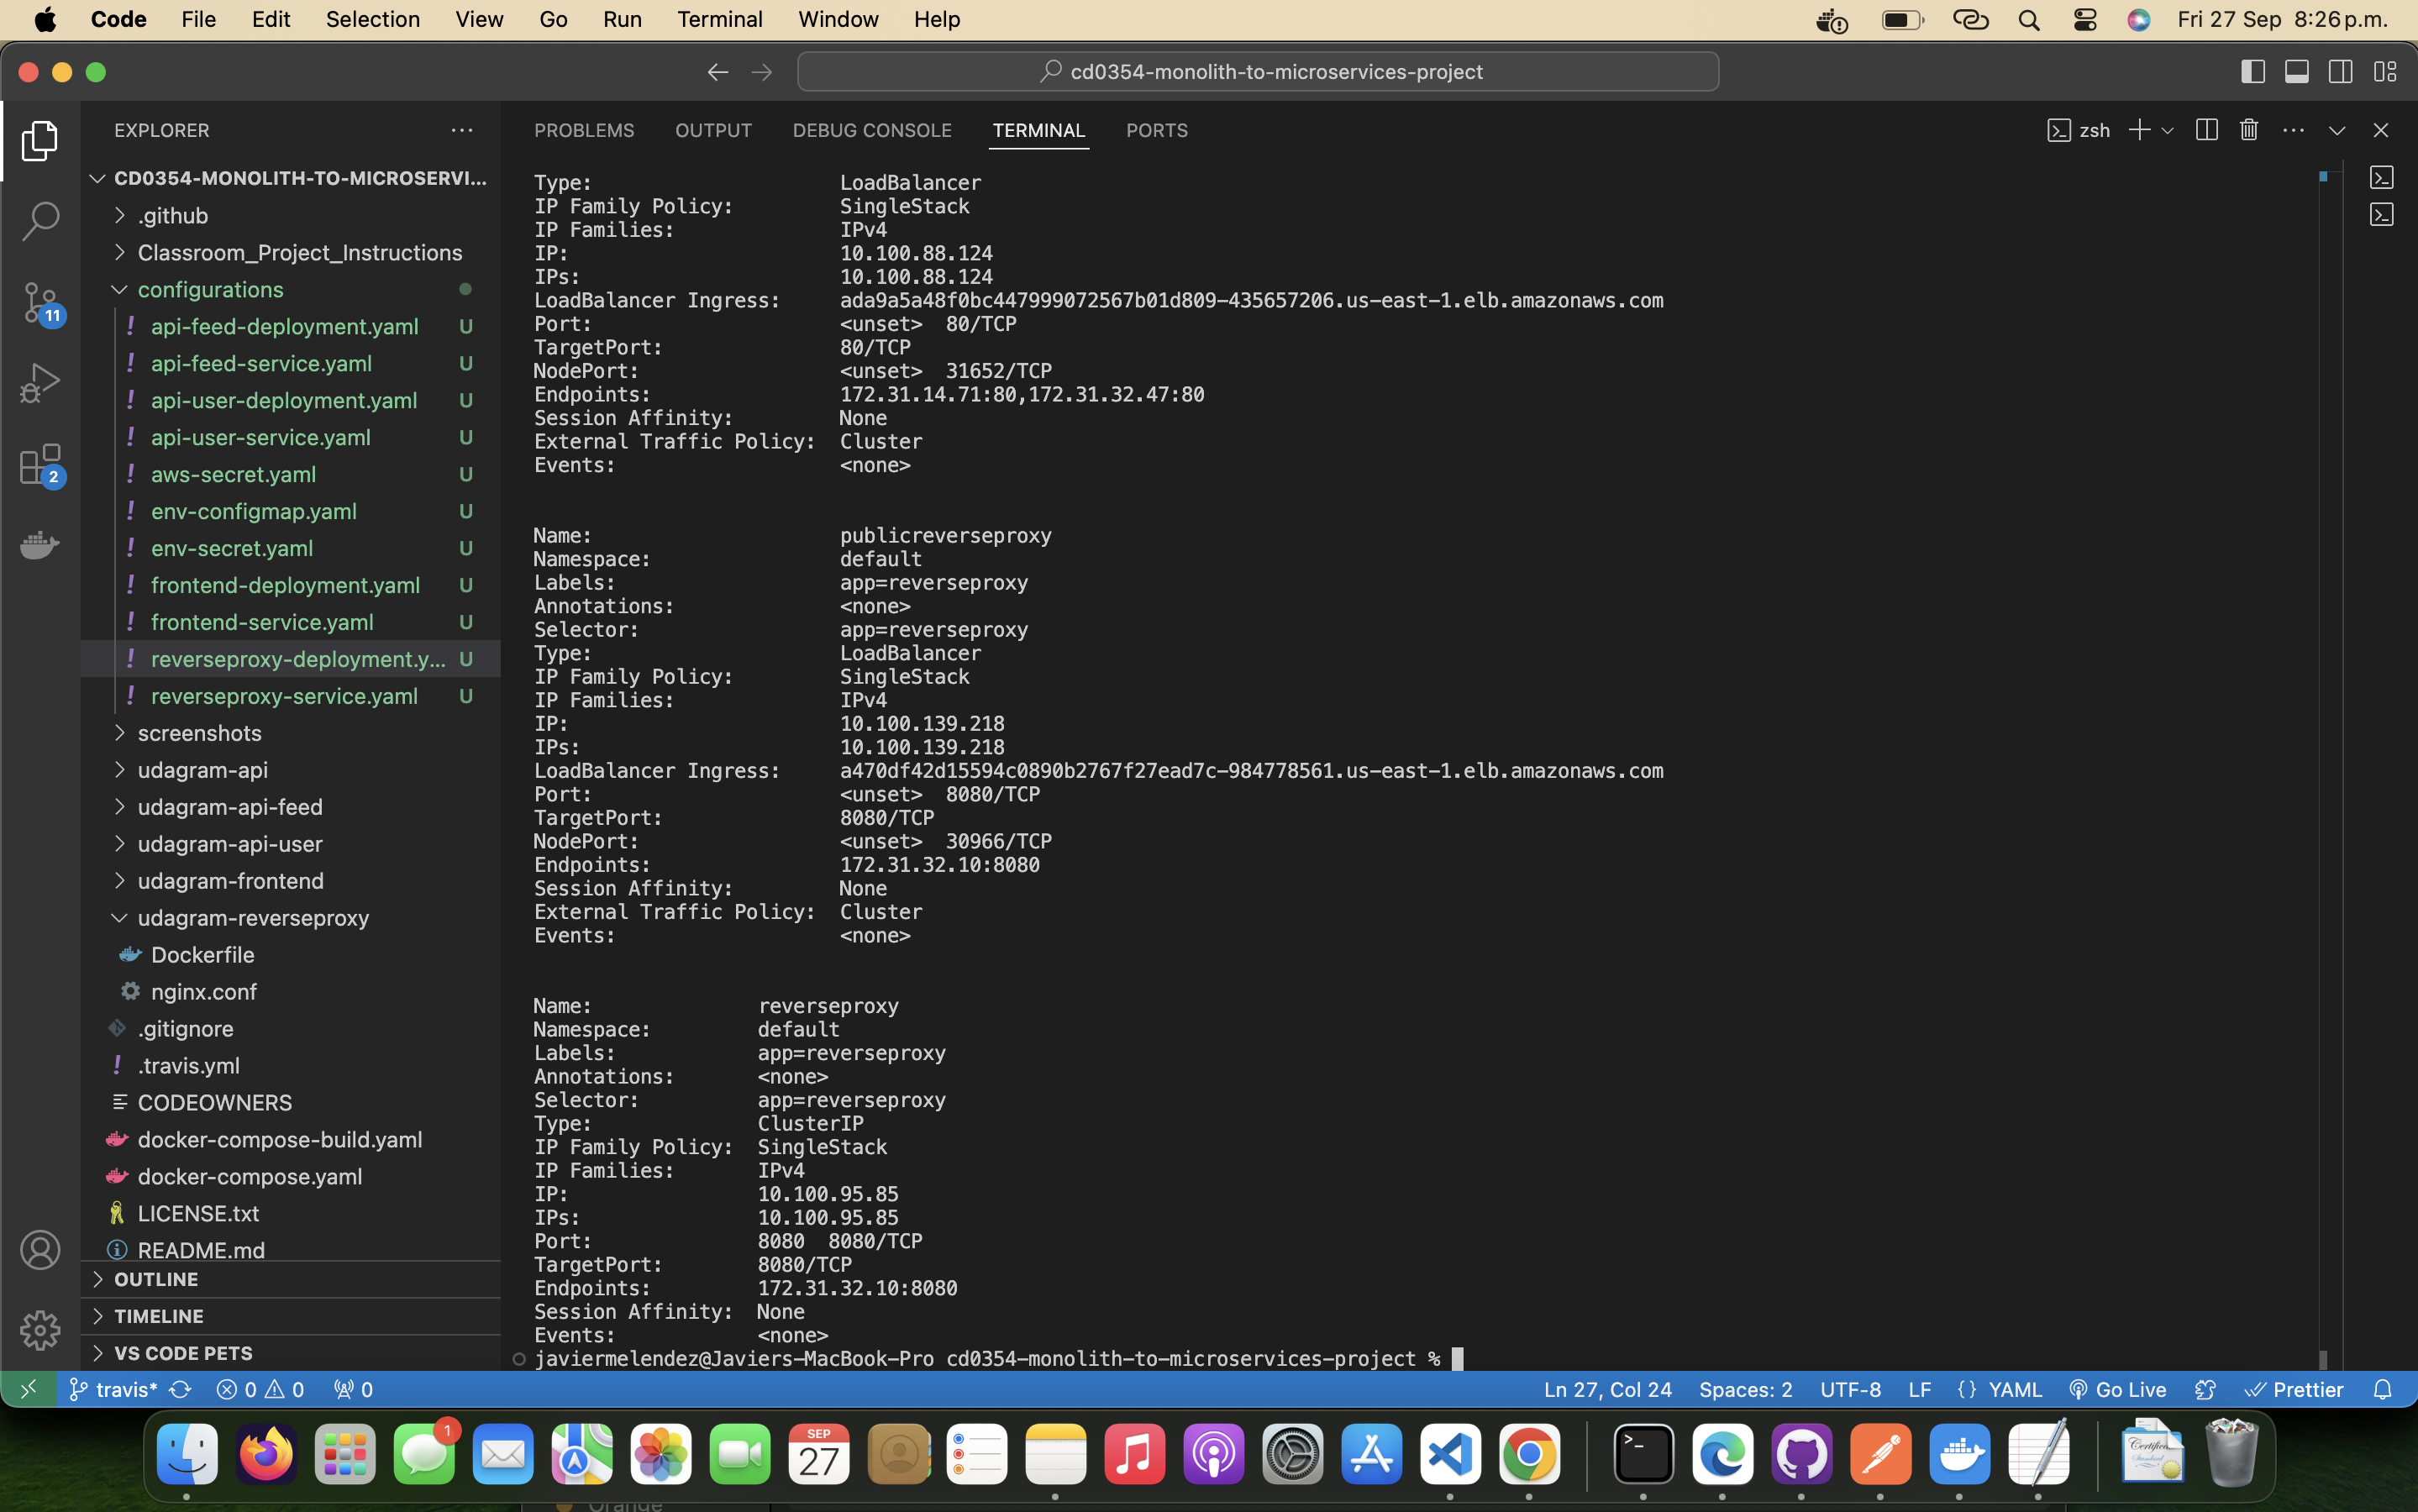 Code File Edit Selection View Go Run Terminal Window Help Fri 27 Sep 8:26 p.m.
cd0354-monolith-to-microservices-project
EXPLORER
CD0354-MONOLITH-TO-MICROSERVI...
.github
Classroom_Project_Instructions
configurations
api-feed-deployment.yaml U
api-feed-service.yaml U
api-user-deployment.yaml U
api-user-service.yaml U
aws-secret.yaml U
env-configmap.yaml U
env-secret.yaml U
frontend-deployment.yaml U
frontend-service.yaml U
reverseproxy-deployment.y... U
reverseproxy-service.yaml U
screenshots
udagram-api
udagram-api-feed
udagram-api-user
udagram-frontend
udagram-reverseproxy
Dockerfile
nginx.conf
.gitignore
.travis.yml
CODEOWNERS
docker-compose-build.yaml
docker-compose.yaml
LICENSE.txt
README.md
OUTLINE
TIMELINE
VS CODE PETS
11
2
PROBLEMS OUTPUT DEBUG CONSOLE TERMINAL PORTS zsh
Type: LoadBalancer
IP Family Policy: SingleStack
IP Families: IPv4
IP: 10.100.88.124
IPs: 10.100.88.124
LoadBalancer Ingress: ada9a5a48f0bc447999072567b01d809-435657206.us-east-1.elb.amazonaws.com
Port: <unset> 80/TCP
TargetPort: 80/TCP
NodePort: <unset> 31652/TCP
Endpoints: 172.31.14.71:80,172.31.32.47:80
Session Affinity: None
External Traffic Policy: Cluster
Events: <none>
Name: publicreverseproxy
Namespace: default
Labels: app=reverseproxy
Annotations: <none>
Selector: app=reverseproxy
Type: LoadBalancer
IP Family Policy: SingleStack
IP Families: IPv4
IP: 10.100.139.218
IPs: 10.100.139.218
LoadBalancer Ingress: a470df42d15594c0890b2767f27ead7c-984778561.us-east-1.elb.amazonaws.com
Port: <unset> 8080/TCP
TargetPort: 8080/TCP
NodePort: <unset> 30966/TCP
Endpoints: 172.31.32.10:8080
Session Affinity: None
External Traffic Policy: Cluster
Events: <none>
Name: reverseproxy
Namespace: default
Labels: app=reverseproxy
Annotations: <none>
Selector: app=reverseproxy
Type: ClusterIP
IP Family Policy: SingleStack
IP Families: IPv4
IP: 10.100.95.85
IPs: 10.100.95.85
Port: 8080 8080/TCP
TargetPort: 8080/TCP
Endpoints: 172.31.32.10:8080
Session Affinity: None
Events: <none>
javiermelendez@Javiers-MacBook-Pro cd0354-monolith-to-microservices-project %
travis* 0 0 0 Ln 27, Col 24 Spaces: 2 UTF-8 LF {} YAML Go Live Prettier
1
SEP
27
Orange